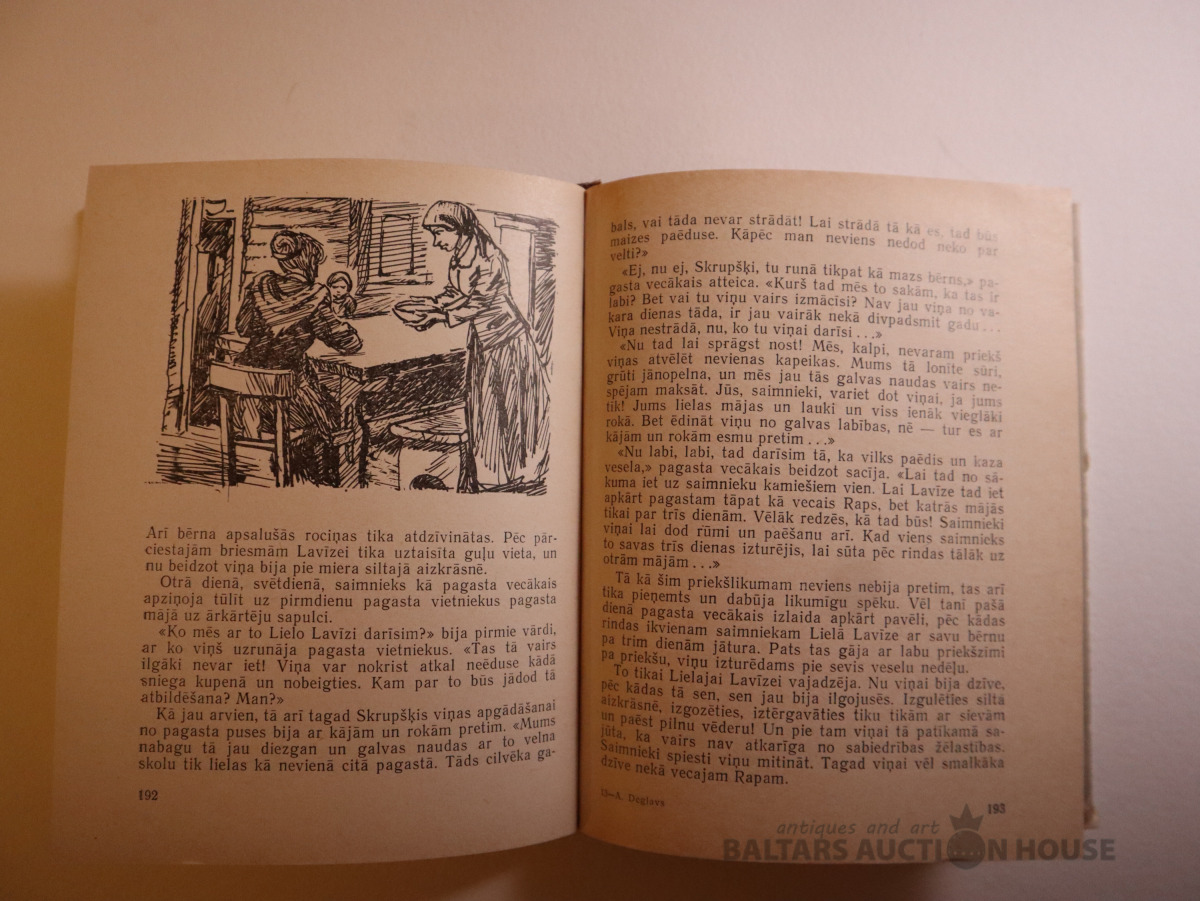 Arī bērna apsalušās rociņas tika atdzīvinātas. Pēc pār-
ciestajām briesmām Lavīzei tika uztaisīta guļu vieta, un
nu beidzot viņa bija pie miera siltajā aizkrāsnē.
Otrā dienā, svētdienā, saimnieks kā pagasta vecākais
apziņoja tūlīt uz pirmdienu pagasta vietniekus pagasta
mājā uz ārkārtēju sapulci.
«Ko mēs ar to Lielo Lavīzi darīsim?» bija pirmie vārdi,
ar ko viņš uzrunāja pagasta vietniekus. «Tas tā vairs
ilgāki nevar iet! Viņa var nokrist atkal neēduse kādā
sniega kupenā un nobeigties. Kam par to būs jādod tā
atbildēšana? Man?»
Kā jau arvien, tā arī tagad Skrupšķis viņas apgādāšanai
no pagasta puses bija ar kājām un rokām pretim. «Mums
nabagu tā jau diezgan un galvas naudas ar to velna
skolu tik lielas kā nevienā citā pagastā. Tāds cilvēka ga-
192
bals, vai tāda nevar strādāt! Lai strādā tā kā es, tad būs
maizes paēduse. Kāpēc man neviens nedod neko par
velti?»
«Ej, nu ej, Skrupšķi, tu runā tikpat kā mazs bērns,» pa-
gasta vecākais atteica. «Kurš tad mēs to sakām, ka tas ir
labi? Bet vai tu viņu vairs izmācīsi? Nav jau viņa no va-
kara dienas tāda, ir jau vairāk nekā divpadsmit gadu...
Viņa nestrādā, nu, ko tu viņai darīsi...»
«Nu tad lai sprāgst nost! Mēs, kalpi, nevaram priekš
viņas atvēlēt nevienas kapeikas. Mums tā lonīte sūri,
grūti jānopelna, un mēs jau tās galvas naudas vairs ne-
spējam maksāt. Jūs, saimnieki, variet dot viņai, ja jums
tik! Jums lielas mājas un lauki un viss ienāk vieglāki
rokā. Bet ēdināt viņu no galvas labības, nē — tur es ar
kājām un rokām esmu pretim...»
«Nu labi, labi, tad darīsim tā, ka vilks paēdis un kaza
vesela,» pagasta vecākais beidzot sacīja. «Lai tad no sā-
kuma iet uz saimnieku kamiešiem vien. Lai Lavīze tad iet
apkārt pagastam tāpat kā vecais Raps, bet katrās mājās
tikai par trīs dienām. Vēlāk redzēs, kā tad būs! Saimnieki
viņai lai dod rūmi un paēšanu arī. Kad viens saimnieks
to savas trīs dienas izturējis, lai sūta pēc rindas tālāk uz
otrām mājām...»
Tā kā šim priekšlikumam neviens nebija pretim, tas arī
tika pieņemts un dabūja likumīgu spēku. Vēl tanī pašā
dienā pagasta vecākais izlaida apkārt pavēli, pēc kādas
rindas ikvienam saimniekam Lielā Lavīze ar savu bērnu
pa trim dienām jātura. Pats tas gāja ar labu priekšzīmi
pa priekšu, viņu izturēdams pie sevis veselu nedēļu.
To tikai Lielajai Lavīzei vajadzēja. Nu viņai bija dzīve,
pēc kādas tā sen, sen jau bija ilgojusēs. Izgulēties siltā
aizkrāsnē, izgozēties, iztērgavāties tiku tikām ar sievām
un paēst pilnu vēderu! Un pie tam viņai tā patīkamā sa-
jūta, ka vairs nav atkarīga no sabiedrības žēlastības.
Saimnieki spiesti viņu mitināt. Tagad viņai vēl smalkāka
dzīve nekā vecajam Rapam.
13—A. Deglavs
193
antiques and art
BALTARS AUCTION HOUSE